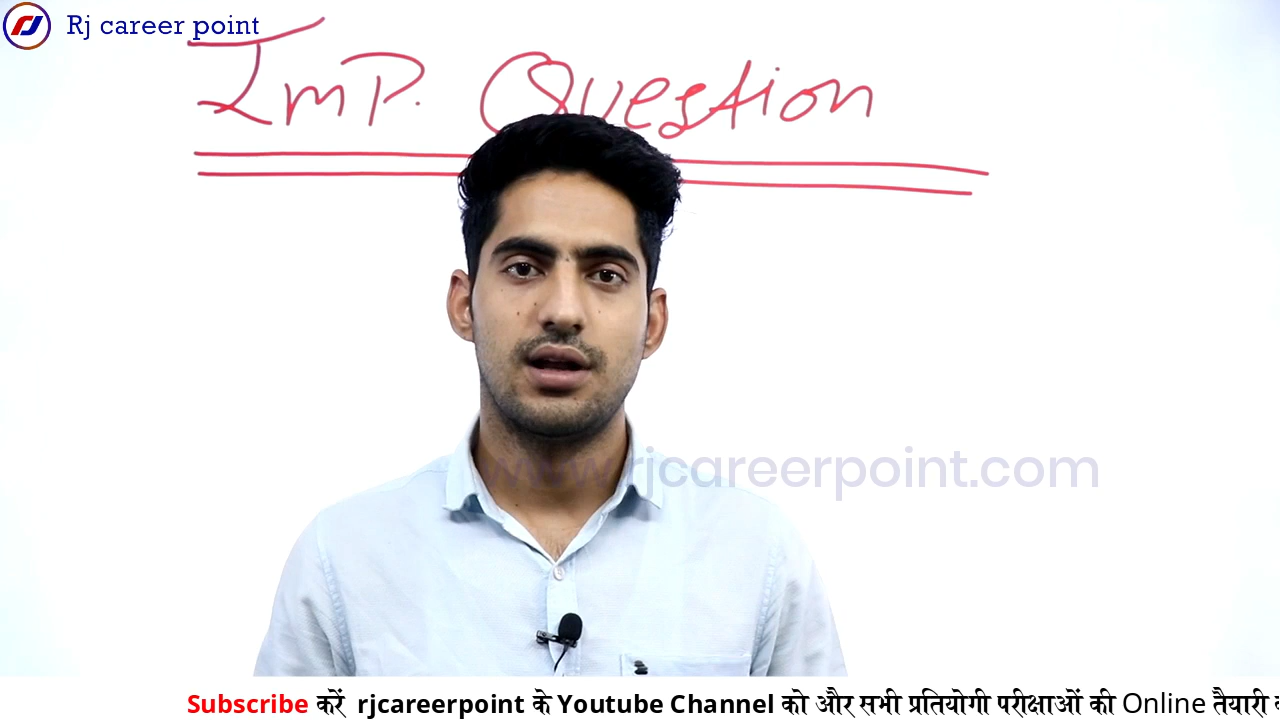 Rj career point
Imp. Question
www.rjcareerpoint.com
Subscribe करें rjcareerpoint के Youtube Channel को और सभी प्रतियोगी परीक्षाओं की Online तैयारी